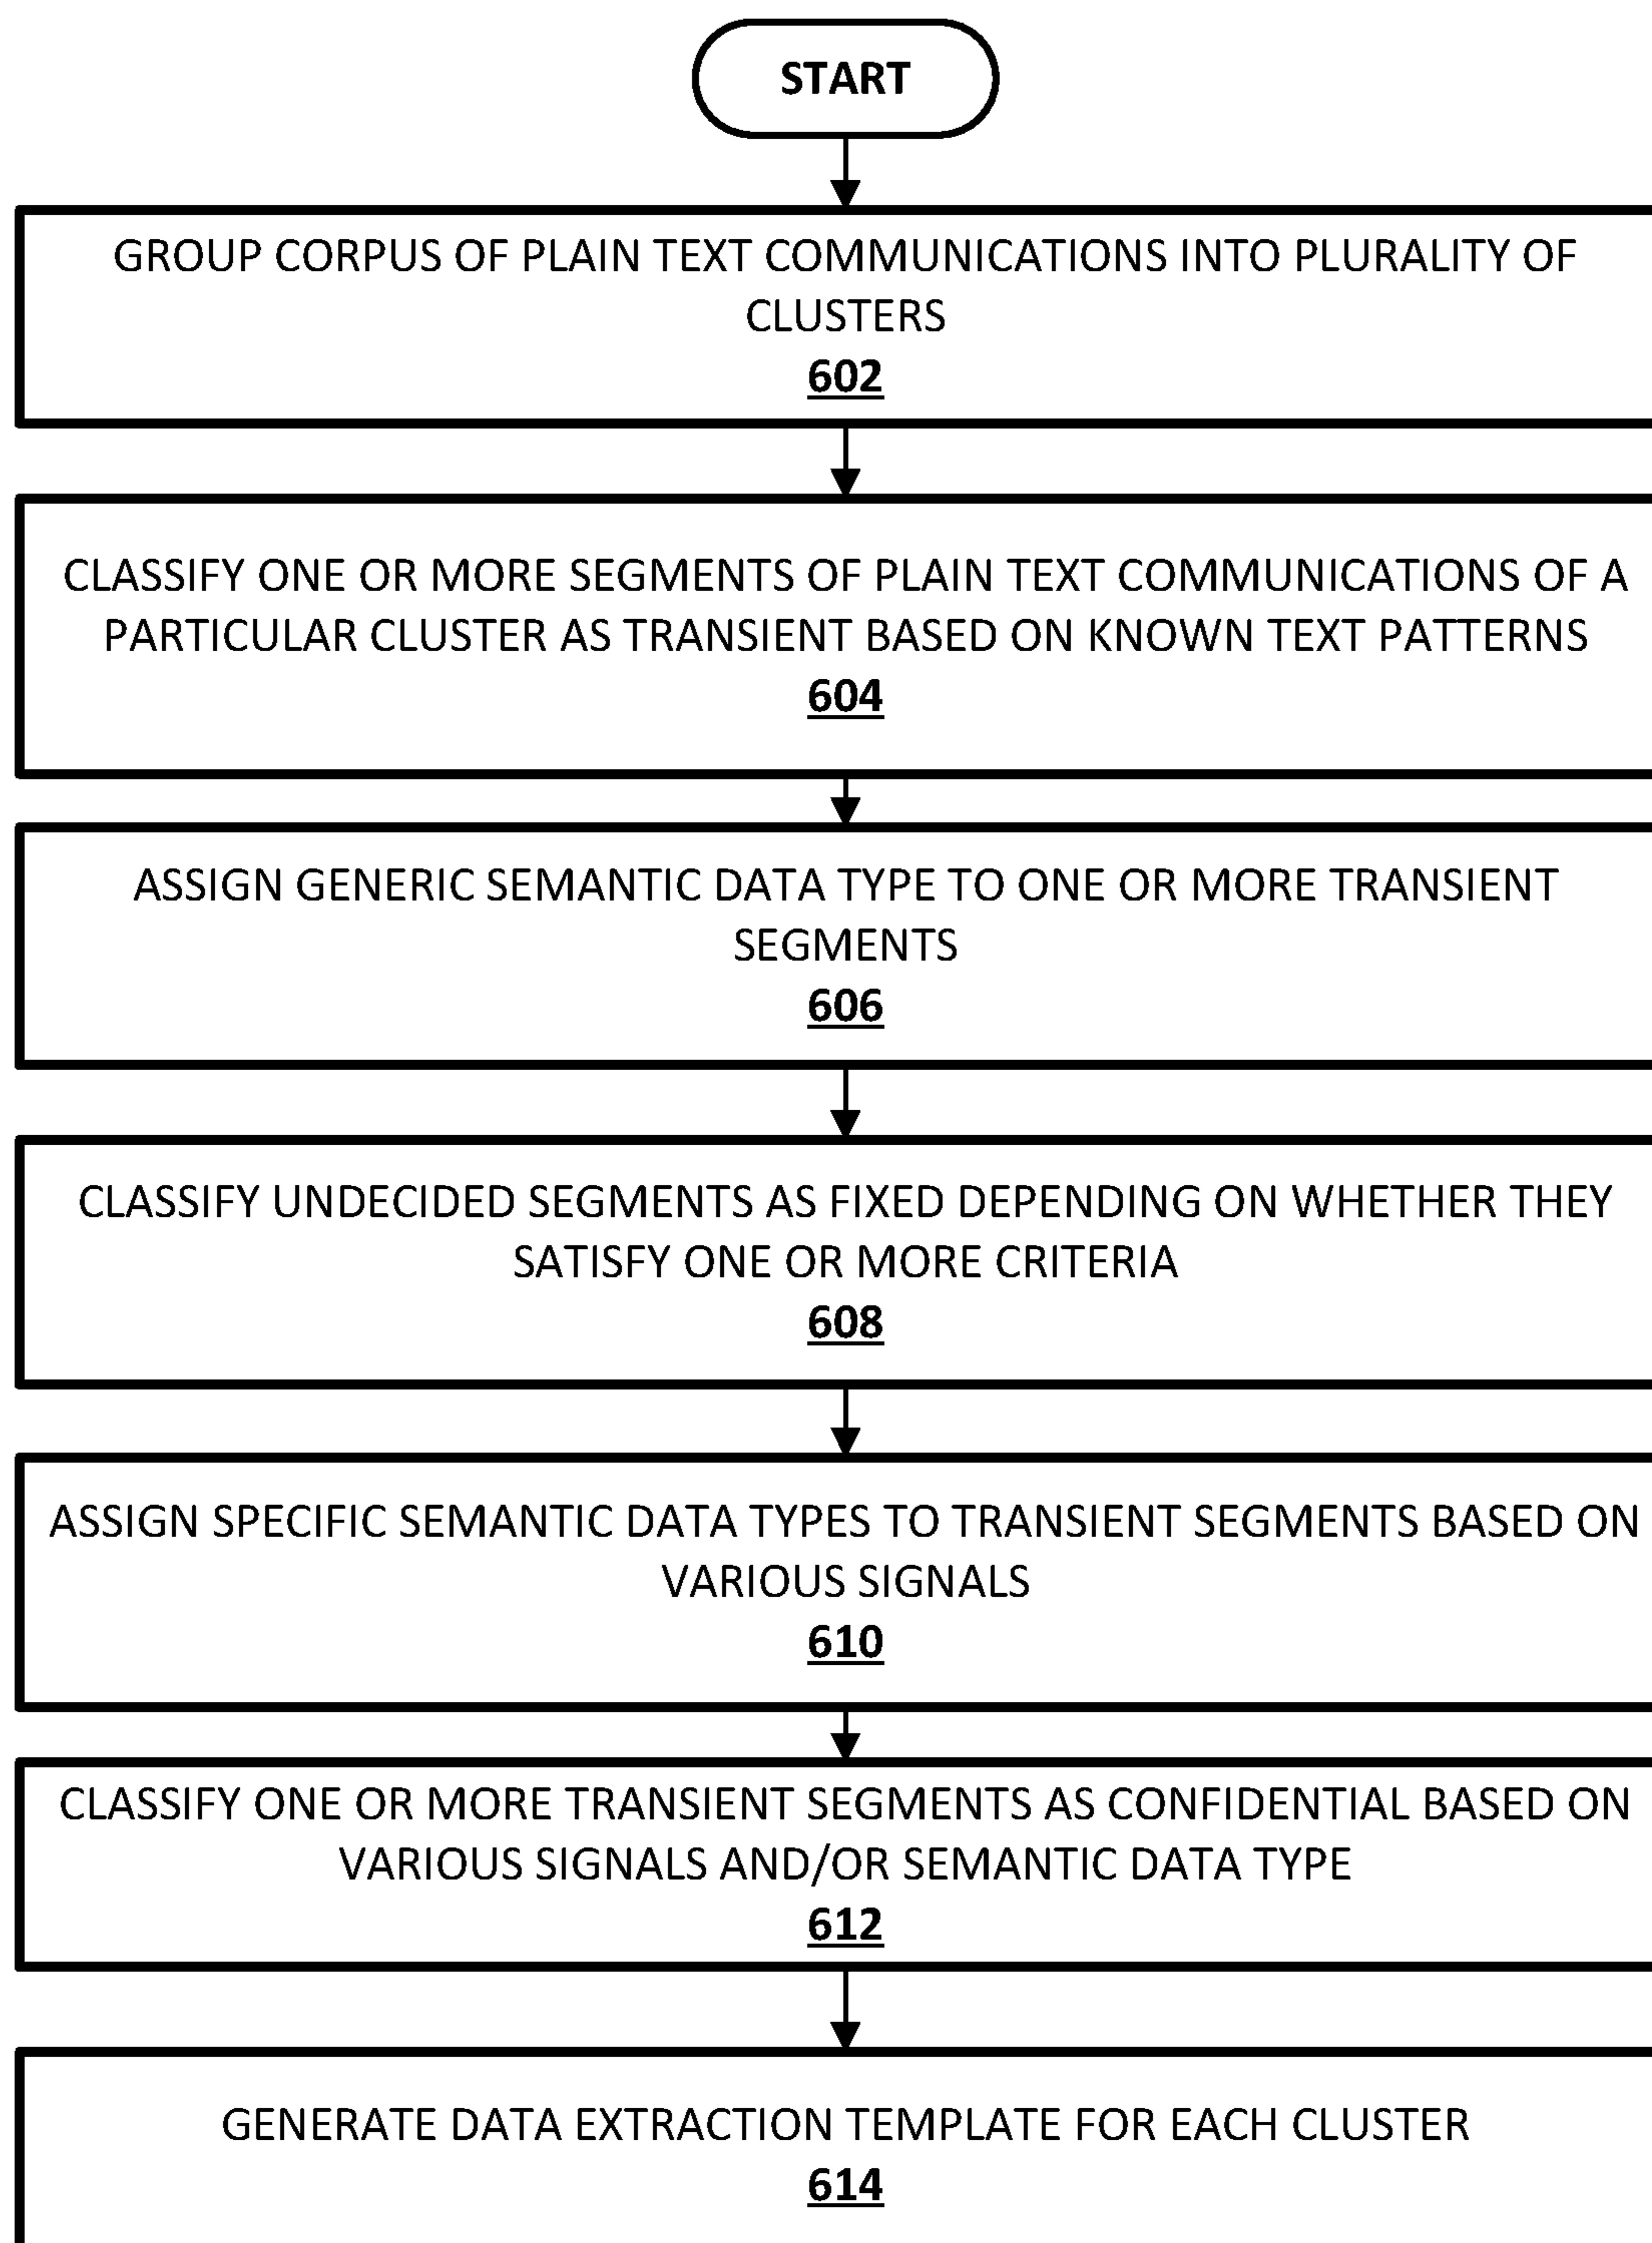 START
GROUP CORPUS OF PLAIN TEXT COMMUNICATIONS INTO PLURALITY OF
CLUSTERS
602
CLASSIFY ONE OR MORE SEGMENTS OF PLAIN TEXT COMMUNICATIONS OF A
PARTICULAR CLUSTER AS TRANSIENT BASED ON KNOWN TEXT PATTERNS
604
ASSIGN GENERIC SEMANTIC DATA TYPE TO ONE OR MORE TRANSIENT
SEGMENTS
606
CLASSIFY UNDECIDED SEGMENTS AS FIXED DEPENDING ON WHETHER THEY
SATISFY ONE OR MORE CRITERIA
608
ASSIGN SPECIFIC SEMANTIC DATA TYPES TO TRANSIENT SEGMENTS BASED ON
VARIOUS SIGNALS
610
CLASSIFY ONE OR MORE TRANSIENT SEGMENTS AS CONFIDENTIAL BASED ON
VARIOUS SIGNALS AND/OR SEMANTIC DATA TYPE
612
GENERATE DATA EXTRACTION TEMPLATE FOR EACH CLUSTER
614